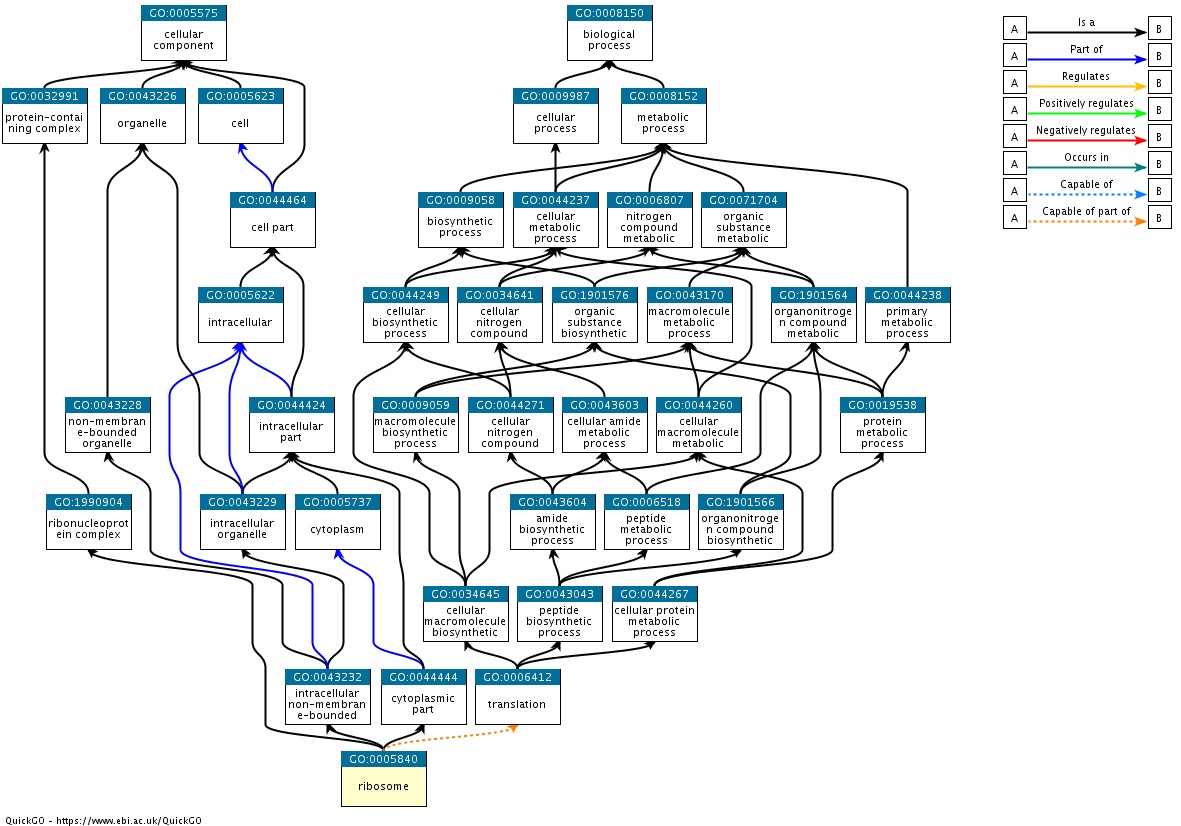 GO:0005575
cellular
component
GO:0008150
biological
process
A
Is a
B
A
Part of
B
A
Regulates
B
A
Positively regulates
B
A
Negatively regulates
B
A
Occurs in
B
A
Capable of
B
A
Capable of part of
B
GO:0032991
protein-contai
ning complex
GO:0043226
organelle
GO:0005623
cell
GO:0009987
cellular
process
GO:0008152
metabolic
process
GO:0044464
cell part
GO:0009058
biosynthetic
process
GO:0044237
cellular
metabolic
process
GO:0006807
nitrogen
compound
metabolic
GO:0071704
organic
substance
metabolic
GO:0005622
intracellular
GO:0044249
cellular
biosynthetic
process
GO:0034641
cellular
nitrogen
compound
GO:1901576
organic
substance
biosynthetic
GO:0043170
macromolecule
metabolic
process
GO:1901564
organonitroge
n compound
metabolic
GO:0044238
primary
metabolic
process
GO:0043228
non-membran
e-bounded
organelle
GO:0044424
intracellular
part
GO:0009059
macromolecule
biosynthetic
process
GO:0044271
cellular
nitrogen
compound
GO:0043603
cellular amide
metabolic
process
GO:0044260
cellular
macromolecule
metabolic
GO:0019538
protein
metabolic
process
GO:1990904
ribonucleoprot
ein complex
GO:0043229
intracellular
organelle
GO:0005737
cytoplasm
GO:0043604
amide
biosynthetic
process
GO:0006518
peptide
metabolic
process
GO:1901566
organonitroge
n compound
biosynthetic
GO:0034645
cellular
macromolecule
biosynthetic
GO:0043043
peptide
biosynthetic
process
GO:0044267
cellular protein
metabolic
process
GO:0043232
intracellular
non-membran
e-bounded
GO:0044444
cytoplasmic
part
GO:0006412
translation
GO:0005840
ribosome
QuickGO - https://www.ebi.ac.uk/QuickGO